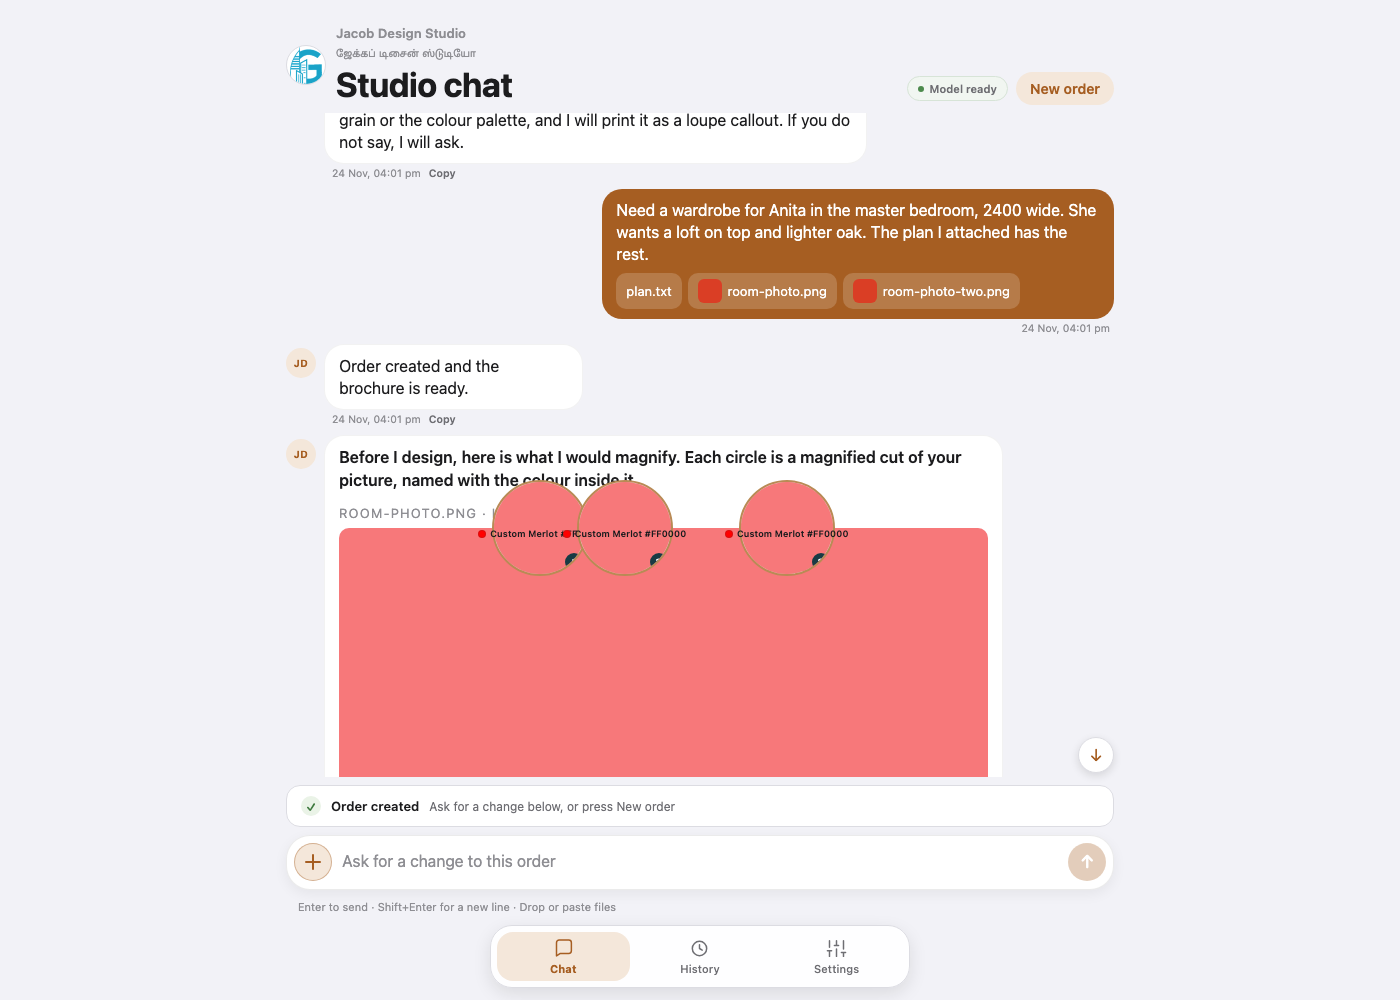 Jacob Design Studio
ஜேக்கப் டிசைன் ஸ்டுடியோ
Studio chat
Model ready
New order
grain or the colour palette, and I will print it as a loupe callout. If you do
not say, I will ask.
24 Nov, 04:01 pm Copy
Need a wardrobe for Anita in the master bedroom, 2400 wide. She
wants a loft on top and lighter oak. The plan I attached has the
rest.
plan.txt room-photo.png room-photo-two.png
24 Nov, 04:01 pm
JD
Order created and the
brochure is ready.
24 Nov, 04:01 pm Copy
JD
Before I design, here is what I would magnify. Each circle is a magnified cut of your
picture, named with the colour inside it.
ROOM-PHOTO.PNG ·
Custom Merlot Custom Merlot #FF0000 Custom Merlot #FF0000
Order created Ask for a change below, or press New order
Ask for a change to this order
Enter to send · Shift+Enter for a new line · Drop or paste files
Chat History Settings